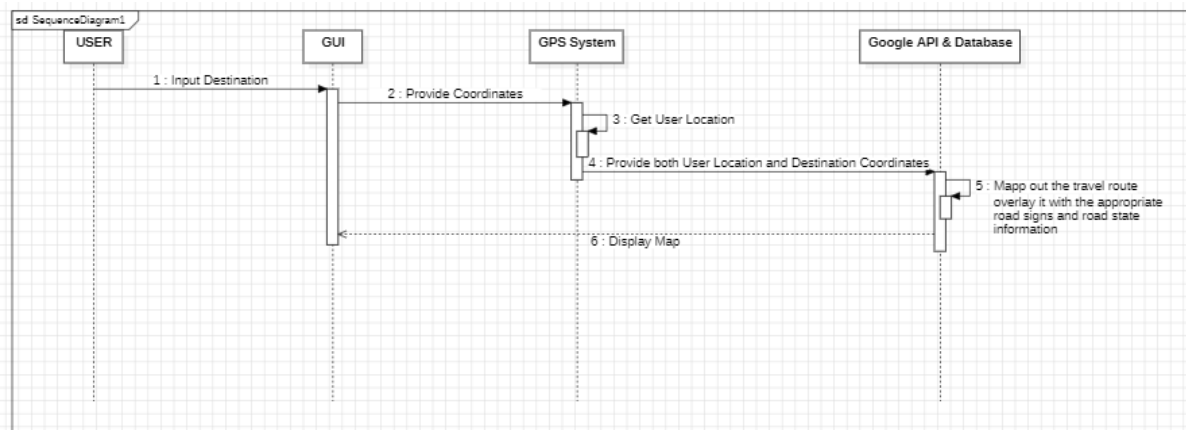 sd SequenceDiagram1
USER
GUI
GPS System
Google API & Database
1 : Input Destination
2 : Provide Coordinates
3 : Get User Location
4 : Provide both User Location and Destination Coordinates
5 : Mapp out the travel route
overlay it with the appropriate
road signs and road state
information
6 : Display Map